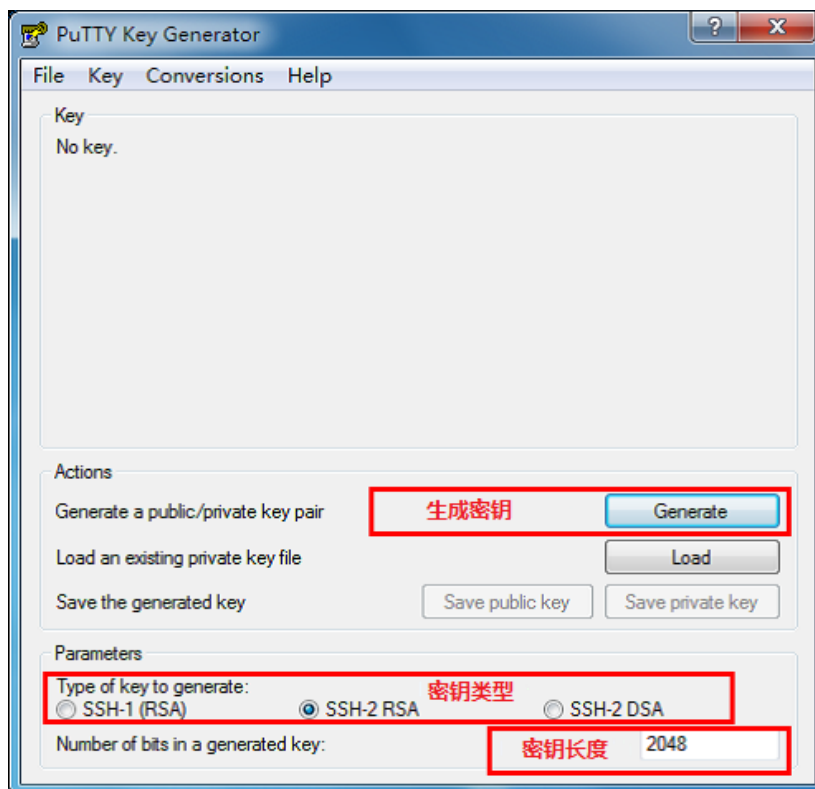 PuTTY Key Generator
File Key Conversions Help
Key
No key.
Actions
Generate a public/private key pair 生成密钥 Generate
Load an existing private key file Load
Save the generated key Save public key Save private key
Parameters
Type of key to generate: 密钥类型
SSH-1 (RSA) SSH-2 RSA SSH-2 DSA
Number of bits in a generated key: 密钥长度 2048